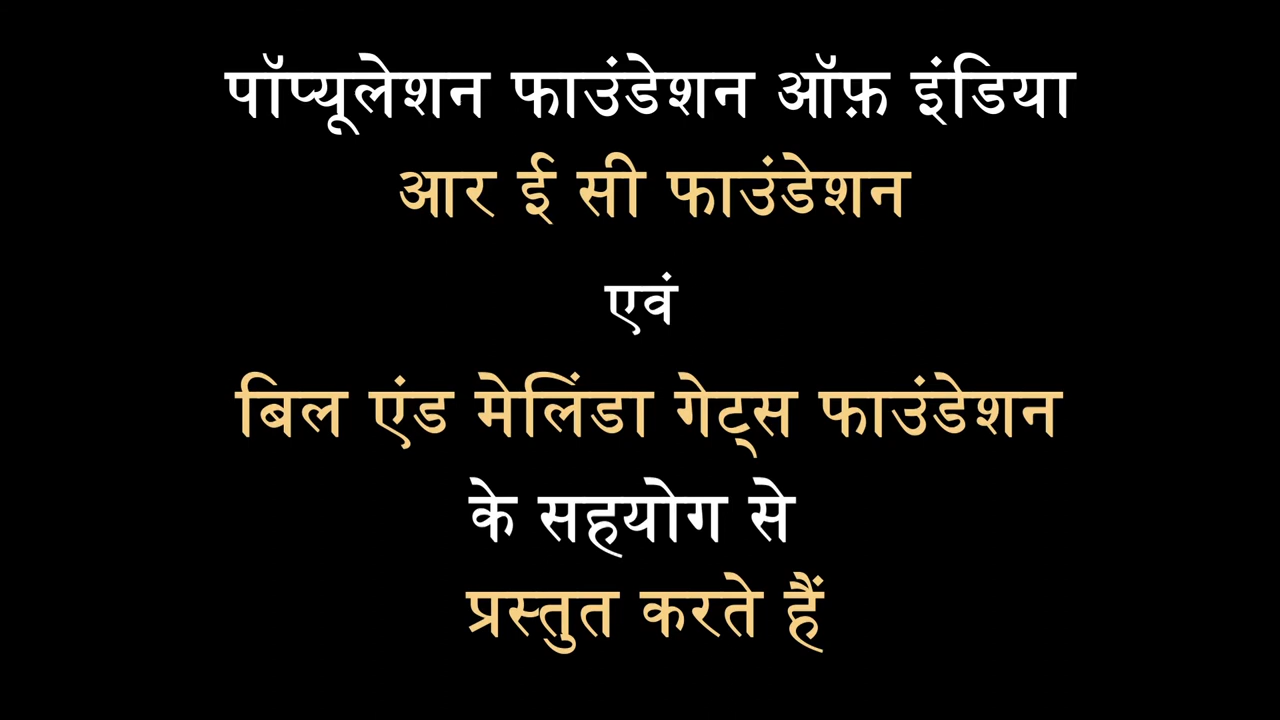 पॉप्यूलेशन फाउंडेशन ऑफ़ इंडिया
आर ई सी फाउंडेशन
एवं
बिल एंड मेलिंडा गेट्स फाउंडेशन
के सहयोग से
प्रस्तुत करते हैं